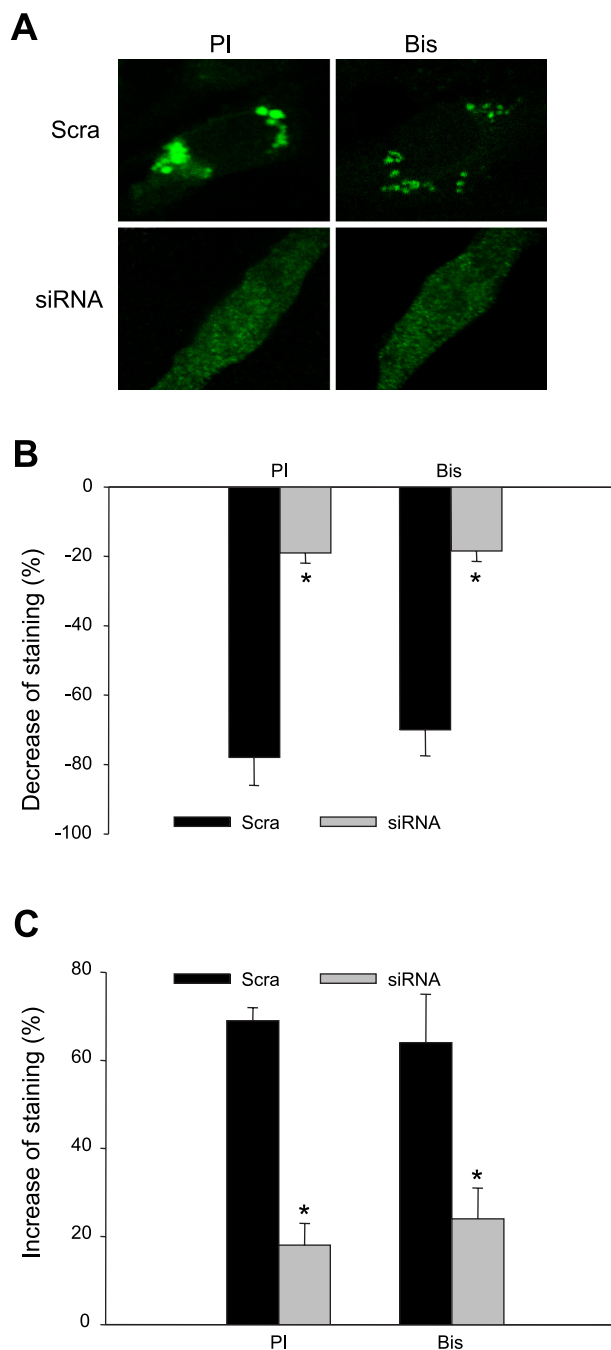 A
PI Bis
Scra
siRNA
B
PI Bis
0
-20
* *
-40
-60
-80
-100
Decrease of staining (%)
Scra siRNA
C
80
Scra siRNA
60
40
*
*
20
0
Increase of staining (%)
PI Bis